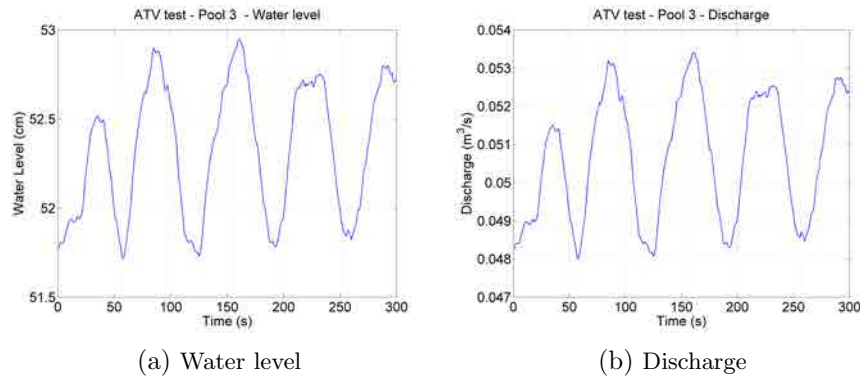 ATV test - Pool 3 - Water level
53
52.5
52
51.5
Water Level (cm)
0 50 100 150 200 250 300
Time (s)
(a) Water level
ATV test - Pool 3 - Discharge
0.054
0.053
0.052
0.051
0.05
0.049
0.048
0.047
Discharge (m³/s)
0 50 100 150 200 250 300
Time (s)
(b) Discharge